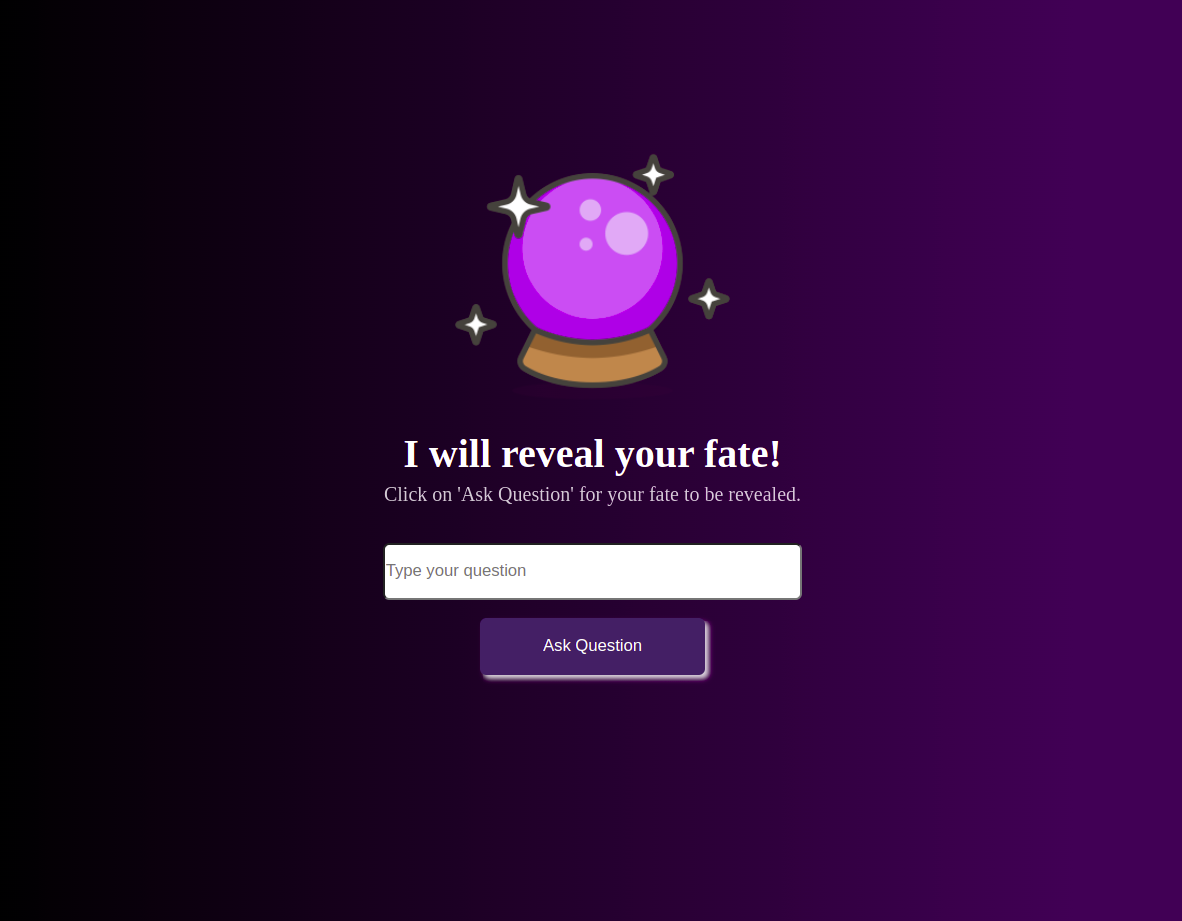 I will reveal your fate!
Click on 'Ask Question' for your fate to be revealed.
Type your question
Ask Question